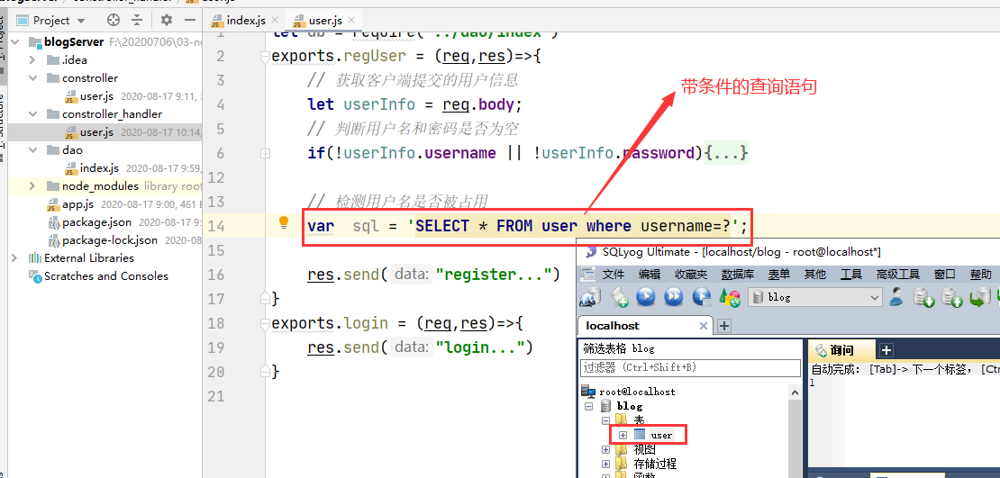 Project
index.js
user.js
blogServer F:\20200706\03-
.idea
constroller
user.js 2020-08-17 9:11,
constroller_handler
user.js 2020-08-17 10:14,
dao
index.js 2020-08-17 9:59,
node_modules library root
app.js 2020-08-17 9:00, 461 B
package.json 2020-08-17 9:
package-lock.json 2020-08
External Libraries
Scratches and Consoles
1 let db = require('../dao/index')
2 exports.regUser = (req,res)=>{
3 // 获取客户端提交的用户信息
4 let userInfo = req.body;
5 // 判断用户名和密码是否为空
6 if(!userInfo.username || !userInfo.password){...}
12
13 // 检测用户名是否被占用
14 var sql = 'SELECT * FROM user where username=?';
15
16 res.send( data: "register...")
17 }
18 exports.login = (req,res)=>{
19 res.send( data: "login...")
20 }
21
带条件的查询语句
SQLyog Ultimate - [localhost/blog - root@localhost*]
文件 编辑 收藏夹 数据库 表单 其他 工具 高级工具 窗口 帮助
blog
localhost
筛选表格 blog
过滤器 (Ctrl+Shift+B)
root@localhost
blog
表
user
视图
存储过程
函数
询问
自动完成: [Tab]-> 下一个标签, [Ct
1